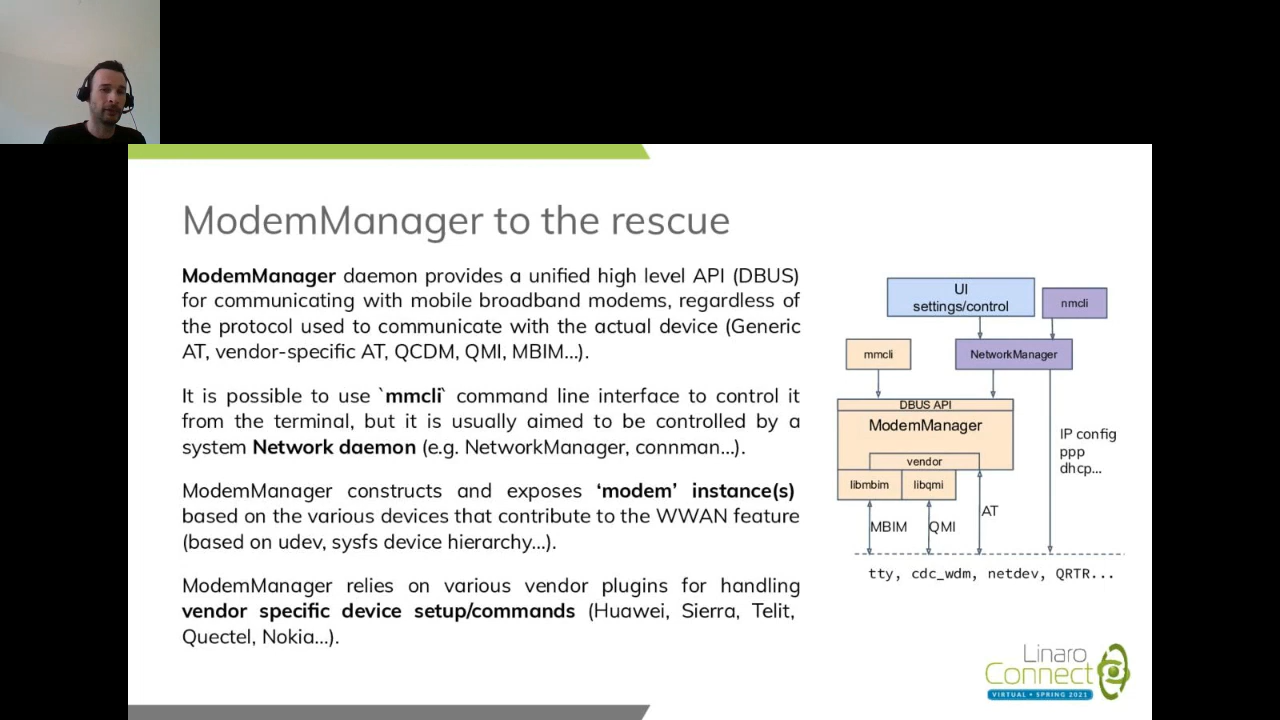 ModemManager to the rescue
ModemManager daemon provides a unified high level API (DBUS)
for communicating with mobile broadband modems, regardless of
the protocol used to communicate with the actual device (Generic
AT, vendor-specific AT, QCDM, QMI, MBIM...).
It is possible to use `mmcli` command line interface to control it
from the terminal, but it is usually aimed to be controlled by a
system Network daemon (e.g. NetworkManager, connman...).
ModemManager constructs and exposes ‘modem’ instance(s)
based on the various devices that contribute to the WWAN feature
(based on udev, sysfs device hierarchy...).
ModemManager relies on various vendor plugins for handling
vendor specific device setup/commands (Huawei, Sierra, Telit,
Quectel, Nokia...).
UI
settings/control
nmcli
mmcli
NetworkManager
DBUS API
ModemManager
vendor
libmbim
libqmi
IP config
ppp
dhcp...
AT
MBIM
QMI
tty, cdc_wdm, netdev, QRTR...
Linaro
Connect
VIRTUAL • SPRING 2021